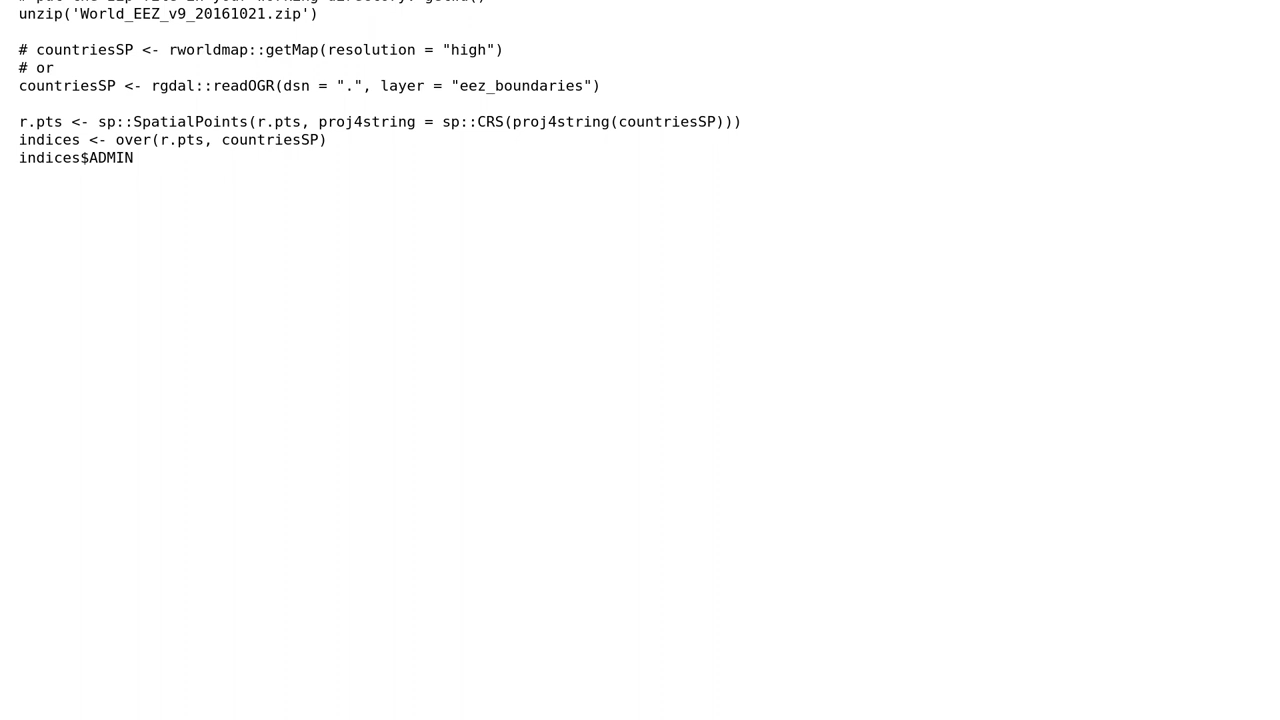 unzip('World_EEZ_v9_20161021.zip')
# countriesSP <- rworldmap::getMap(resolution = "high")
# or
countriesSP <- rgdal::readOGR(dsn = ".", layer = "eez_boundaries")
r.pts <- sp::SpatialPoints(r.pts, proj4string = sp::CRS(proj4string(countriesSP)))
indices <- over(r.pts, countriesSP)
indices$ADMIN